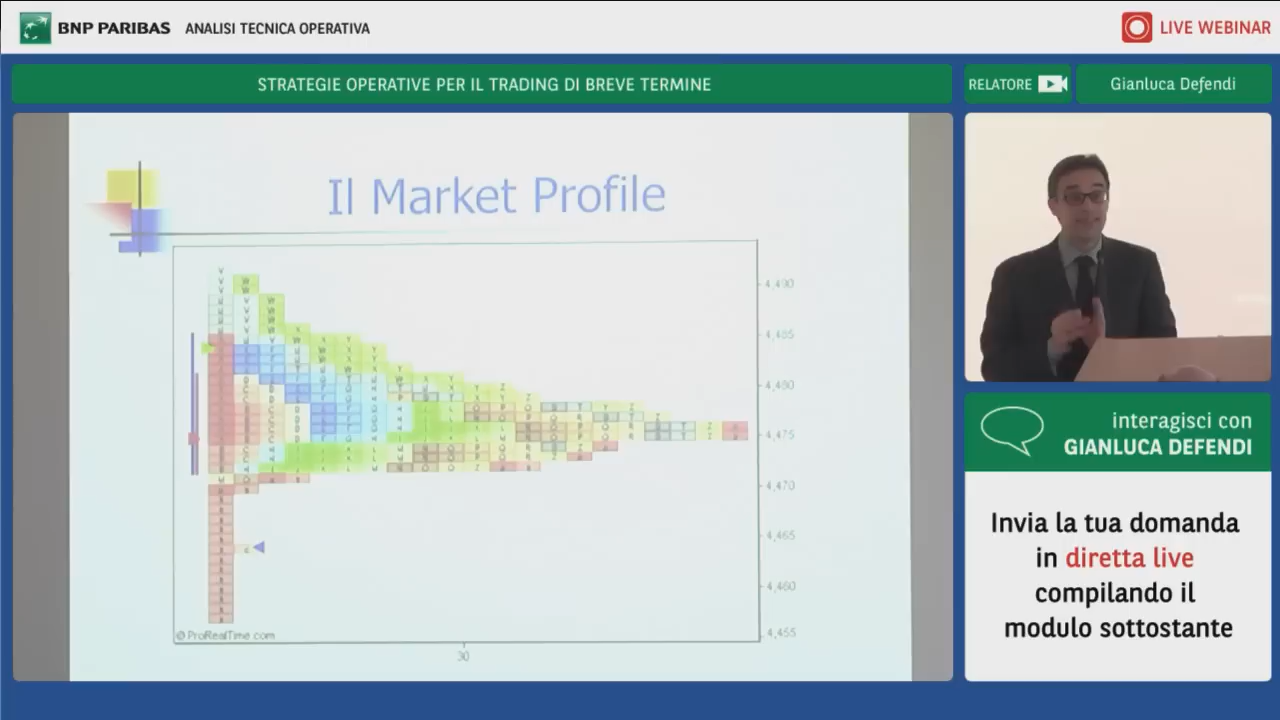 BNP PARIBAS ANALISI TECNICA OPERATIVA
LIVE WEBINAR
STRATEGIE OPERATIVE PER IL TRADING DI BREVE TERMINE
RELATORE
Gianluca Defendi
Il Market Profile
4,490
4,485
4,480
4,475
4,470
4,465
4,460
4,455
© ProRealTime.com
30
interagisci con
GIANLUCA DEFENDI
Invia la tua domanda
in diretta live
compilando il
modulo sottostante